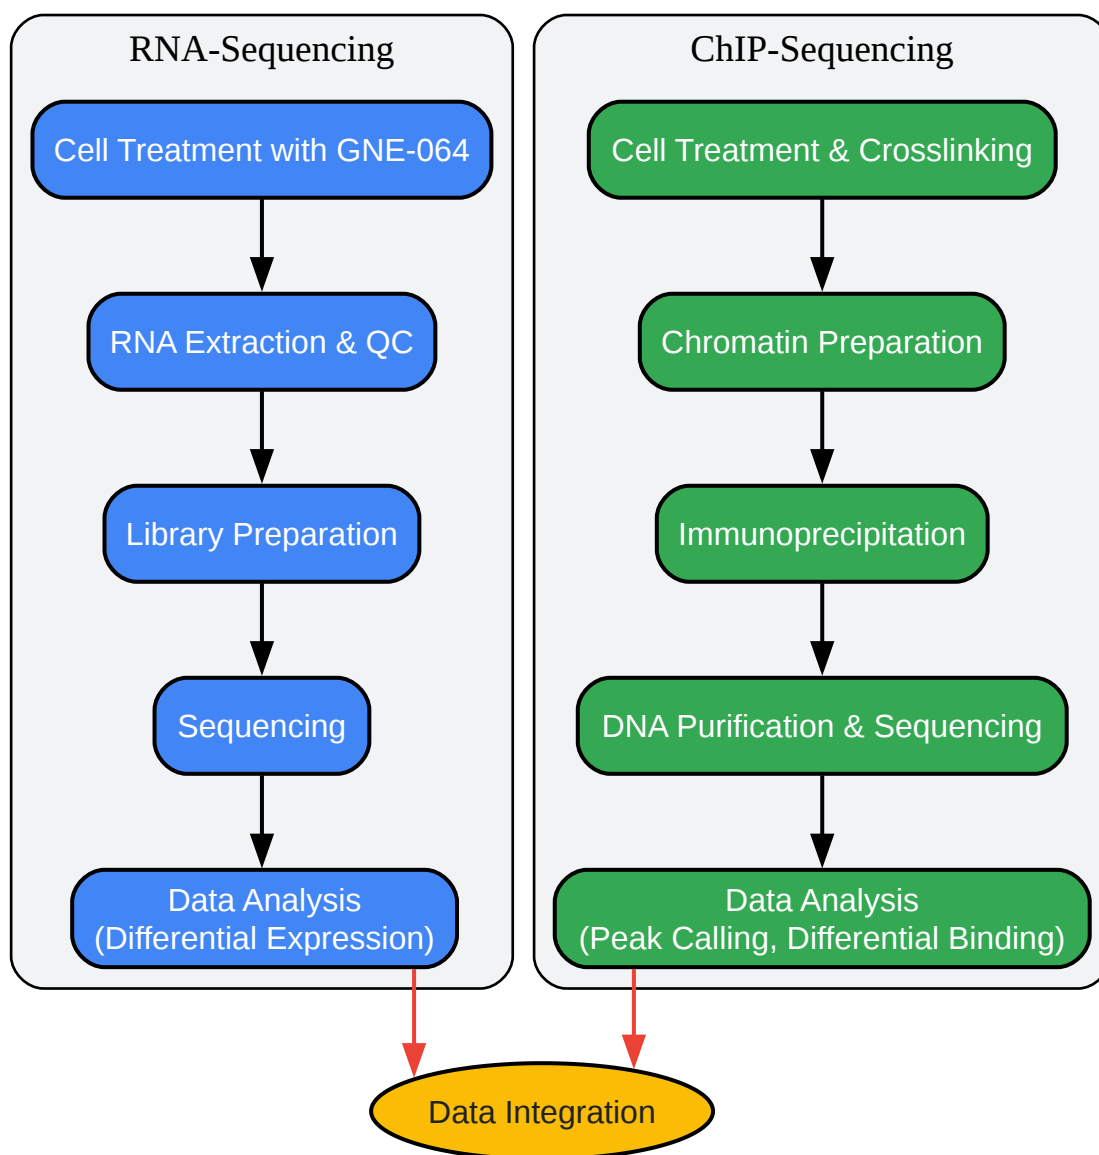 RNA-Sequencing
Cell Treatment with GNE-064
RNA Extraction & QC
Library Preparation
Sequencing
Data Analysis
(Differential Expression)
ChIP-Sequencing
Cell Treatment & Crosslinking
Chromatin Preparation
Immunoprecipitation
DNA Purification & Sequencing
Data Analysis
(Peak Calling, Differential Binding)
Data Integration